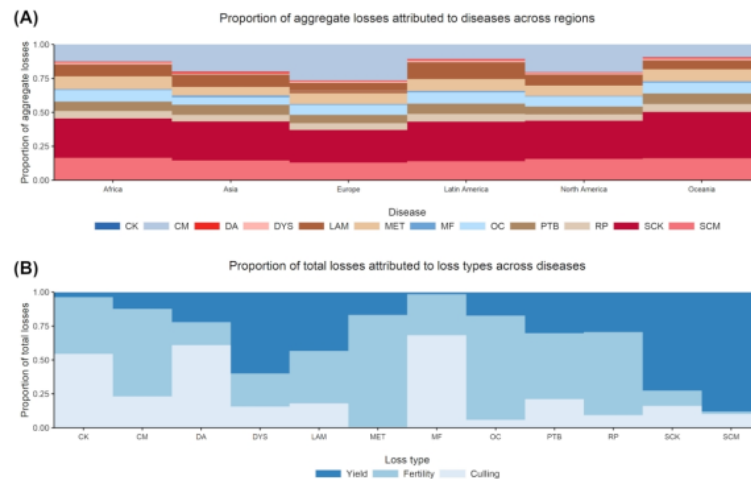 (A)
Proportion of aggregate losses attributed to diseases across regions
Proportion of aggregate losses
1.00
0.75
0.50
0.25
0.00
Africa Asia Europe Latin America North America Oceania
Disease
CK CM DA DYS LAM MET MF OC PTB RP SCK SCM
(B)
Proportion of total losses attributed to loss types across diseases
Proportion of total losses
1.00
0.75
0.50
0.25
0.00
CK CM DA DYS LAM MET MF OC PTB RP SCK SCM
Loss type
Yield Fertility Culling